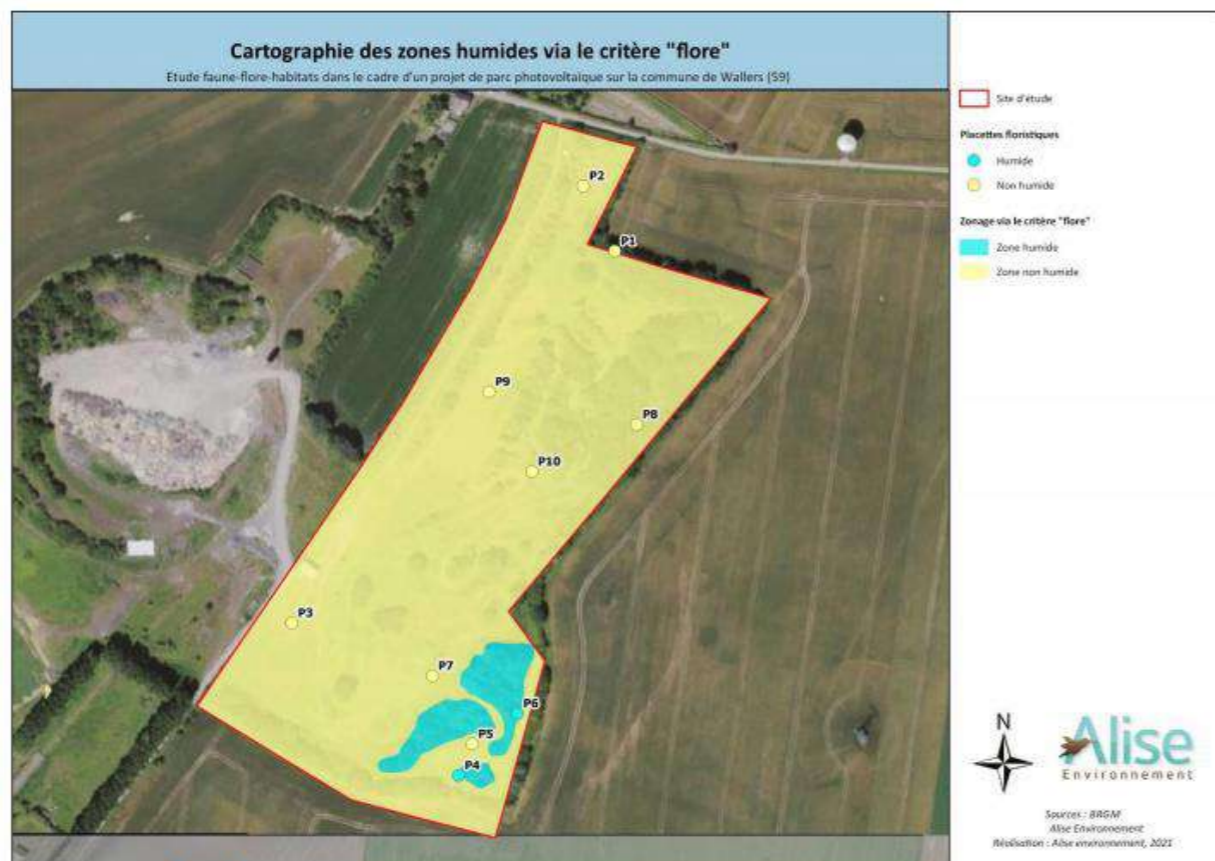 Cartographie des zones humides via le critère "flore"
Etude faune-flore-habitats dans le cadre d'un projet de parc photovoltaïque sur la commune de Wallers (59)
Site d'étude
Placettes floristiques
Humide
Non humide
Zonage via le critère "flore"
Zone humide
Zone non humide
P2
P1
P9
P8
P10
P3
P7
P6
P5
P4
N
Alise
Environnement
Sources : BRGM
Alise Environnement
Réalisation : Alise environnement, 2021